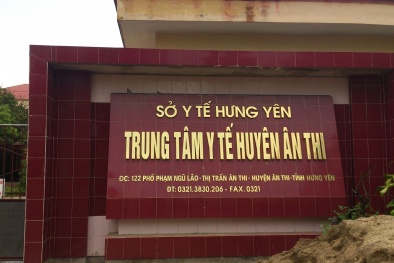 SỞ Y TẾ HƯNG YÊN
TRUNG TÂM Y TẾ HUYỆN ÂN THI
ĐC: 122 PHỐ PHẠM NGŨ LÃO - THỊ TRẤN ÂN THI - HUYỆN ÂN THI-TỈNH HƯNG YÊN
ĐT: 0321.3830.206 - FAX. 0321